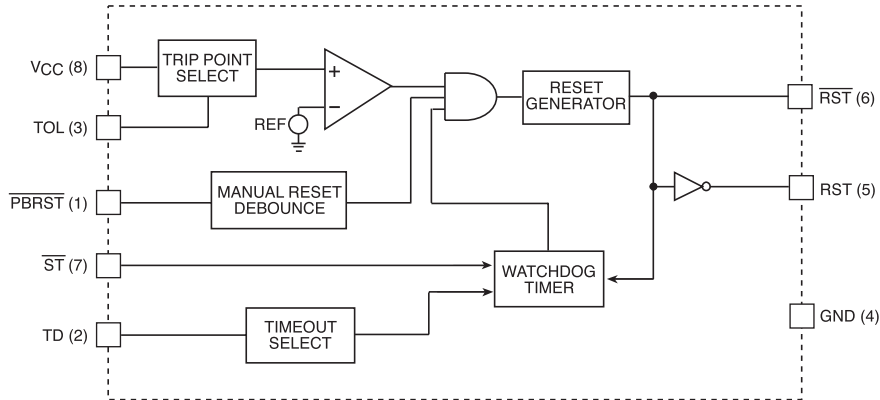 VCC (8)
TRIP POINT
SELECT
+
−
TOL (3)
REF
RESET
GENERATOR
RST (6)
PBRST (1)
MANUAL RESET
DEBOUNCE
RST (5)
ST (7)
WATCHDOG
TIMER
TD (2)
TIMEOUT
SELECT
GND (4)